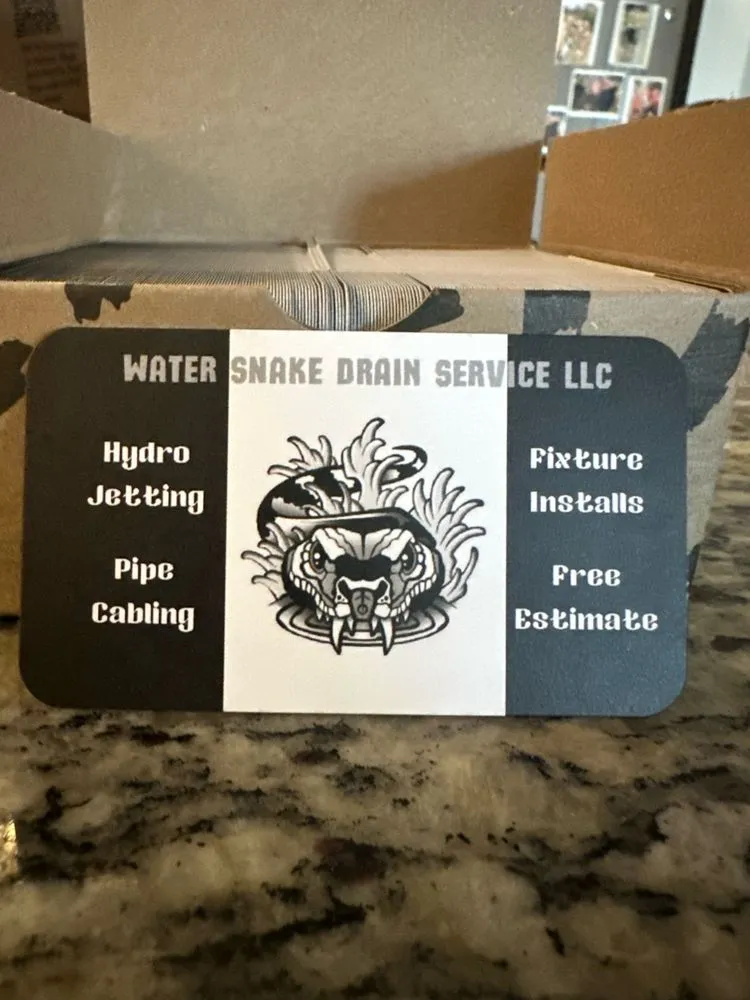 WATER SNAKE DRAIN SERVICE LLC
Hydro
Jetting
Pipe
Cabling
Fixture
Installs
Free
Estimate